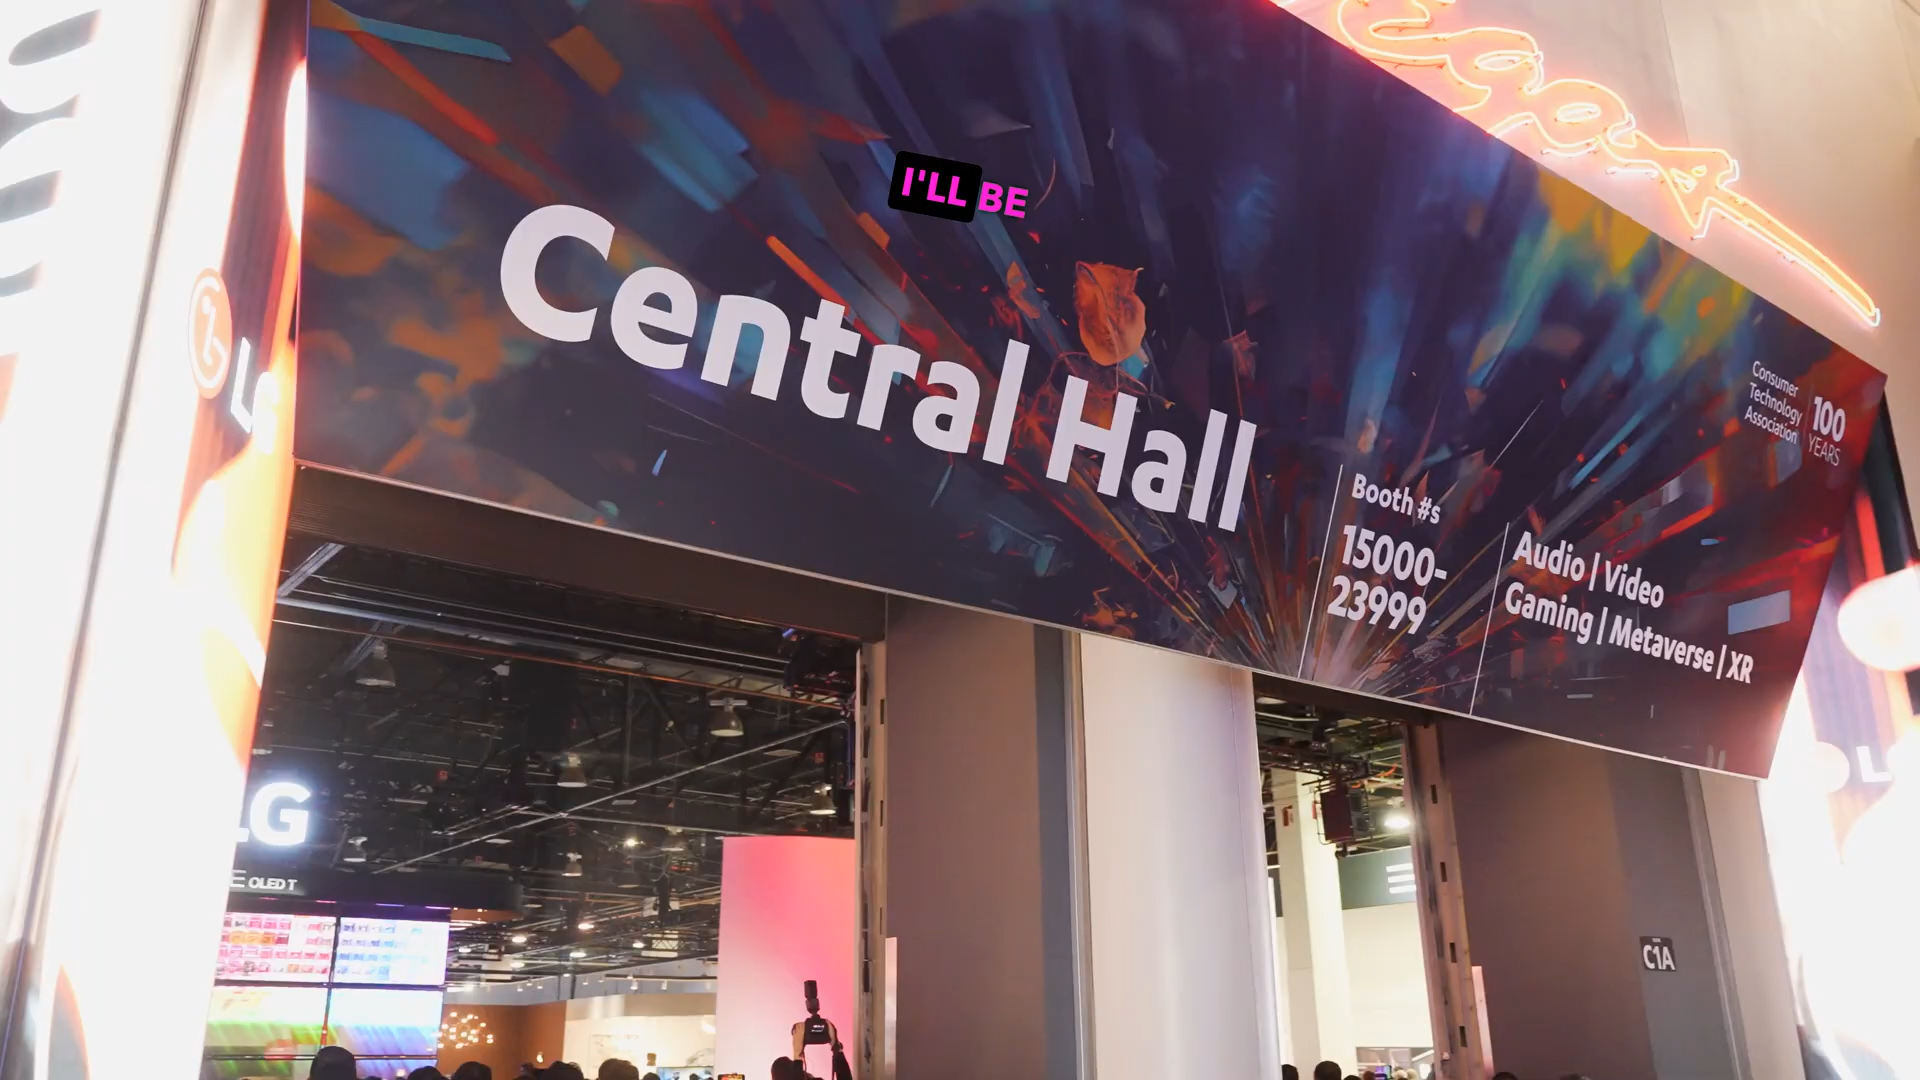 I'LL BE
Central Hall
Booth #s
15000-
23999
Audio | Video
Gaming | Metaverse | XR
Consumer
Technology
Association
100
YEARS
LG
LG
OLED T
C1A